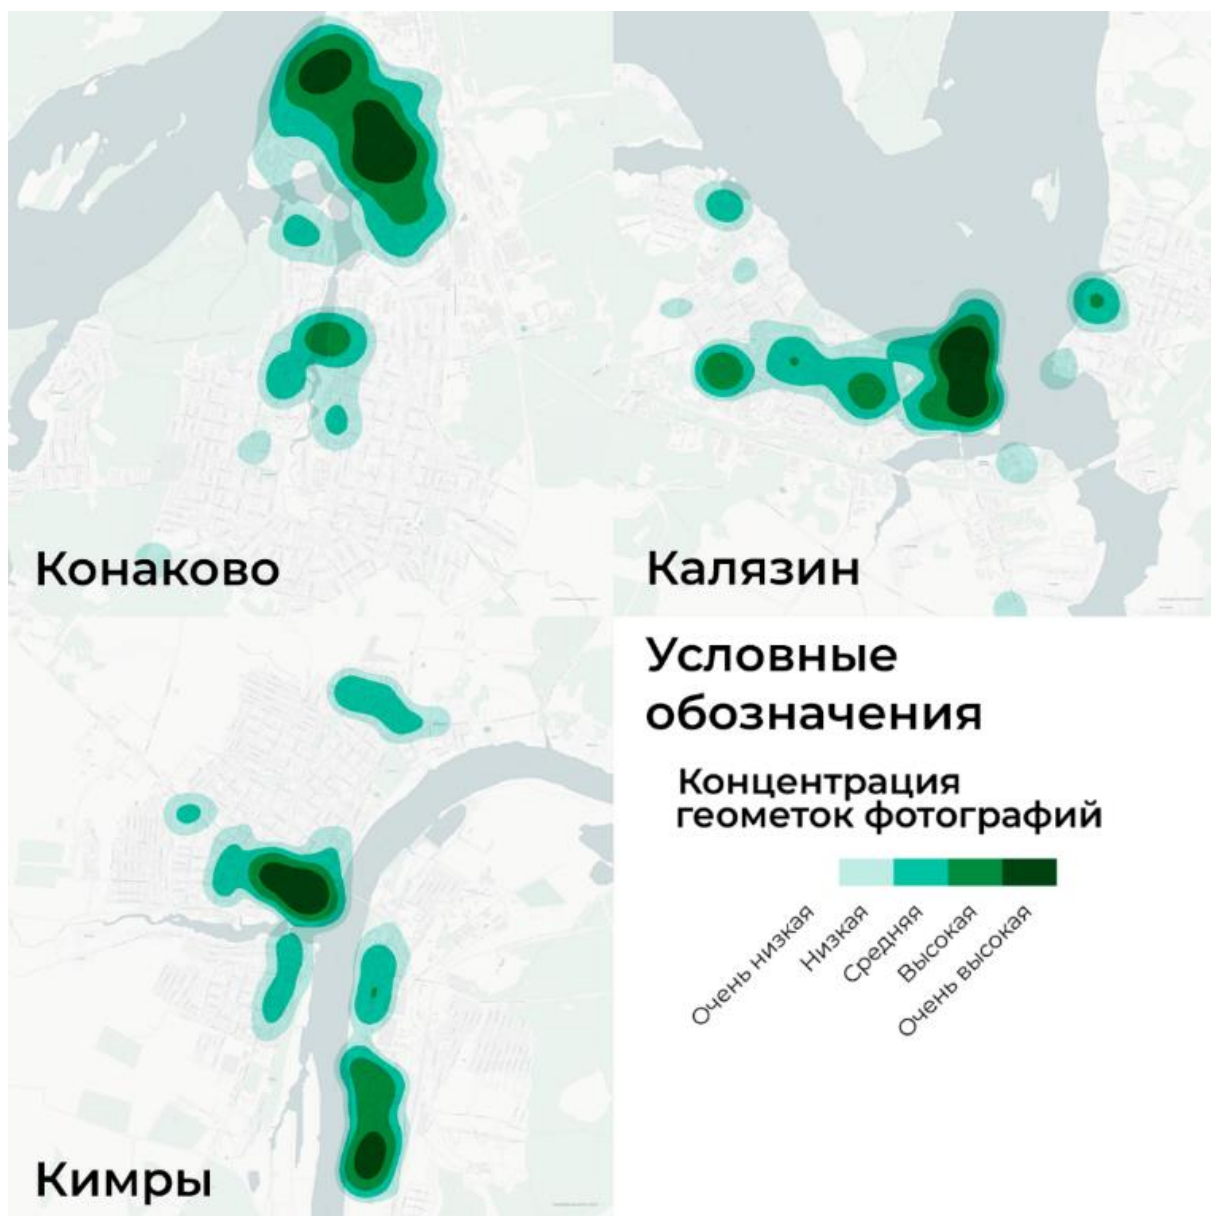 Конаково
Калязин
Кимры
Условные
обозначения
Концентрация
геометок фотографий
Очень низкая
Низкая
Средняя
Высокая
Очень высокая